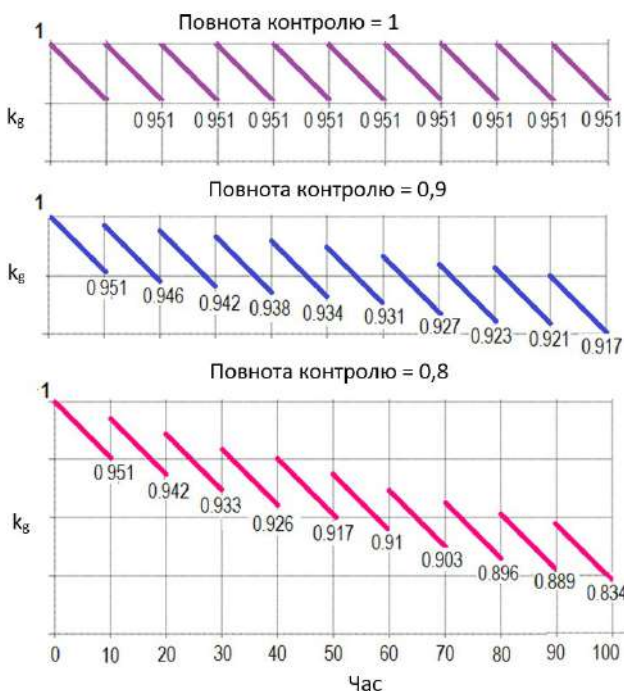 Повнота контролю = 1
1
kg
0 951 0.951 0.951 0.951 0.951 0.951 0.951 0.951 0.951
Повнота контролю = 0,9
1
kg
0.951 0.946 0.942 0.938 0.934 0.931 0.927 0.923 0.921 0.917
Повнота контролю = 0,8
1
kg
0.951 0.942 0.933 0.926 0.917 0.91 0.903 0.896 0.889 0.834
0 10 20 30 40 50 60 70 80 90 100
Час